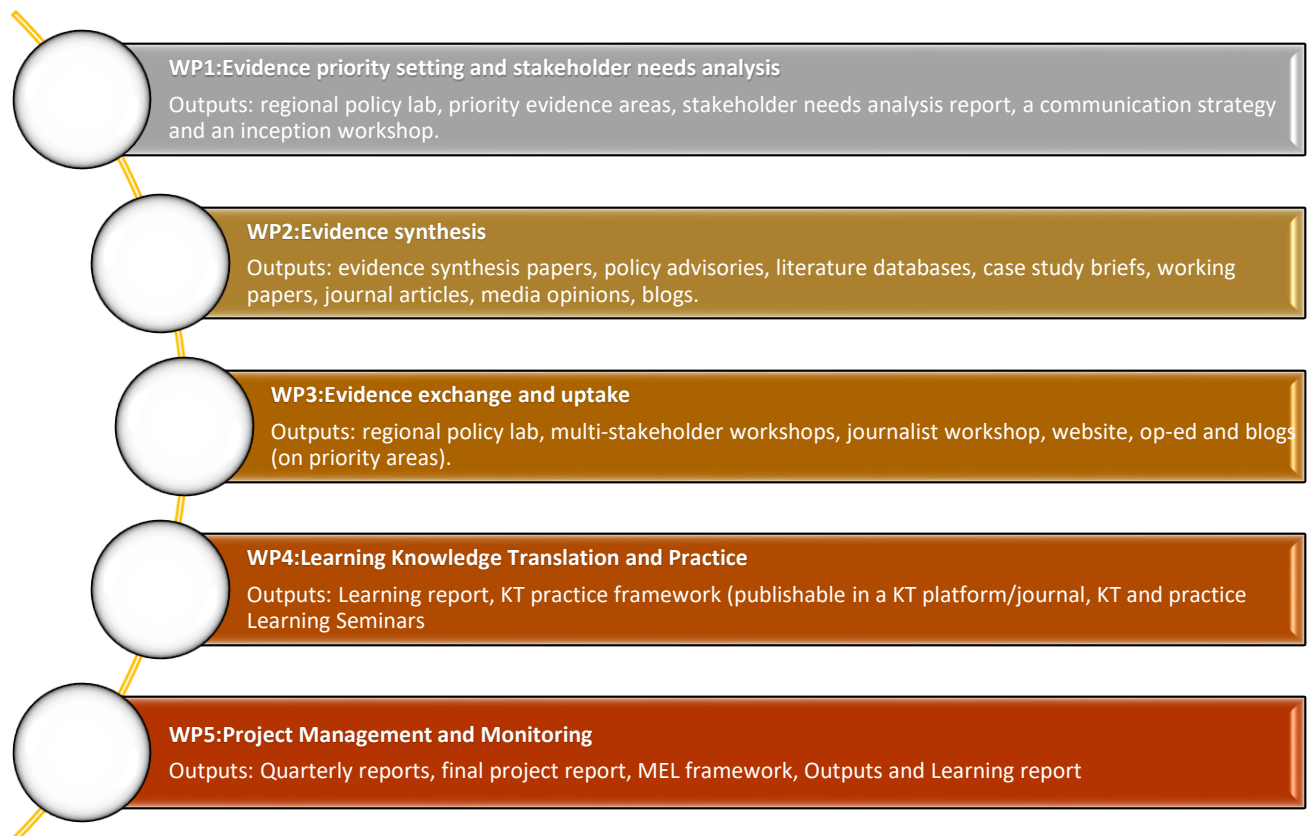 WP1:Evidence priority setting and stakeholder needs analysis
Outputs: regional policy lab, priority evidence areas, stakeholder needs analysis report, a communication strategy
and an inception workshop.
WP2:Evidence synthesis
Outputs: evidence synthesis papers, policy advisories, literature databases, case study briefs, working
papers, journal articles, media opinions, blogs.
WP3:Evidence exchange and uptake
Outputs: regional policy lab, multi-stakeholder workshops, journalist workshop, website, op-ed and blogs
(on priority areas).
WP4:Learning Knowledge Translation and Practice
Outputs: Learning report, KT practice framework (publishable in a KT platform/journal, KT and practice
Learning Seminars
WP5:Project Management and Monitoring
Outputs: Quarterly reports, final project report, MEL framework, Outputs and Learning report